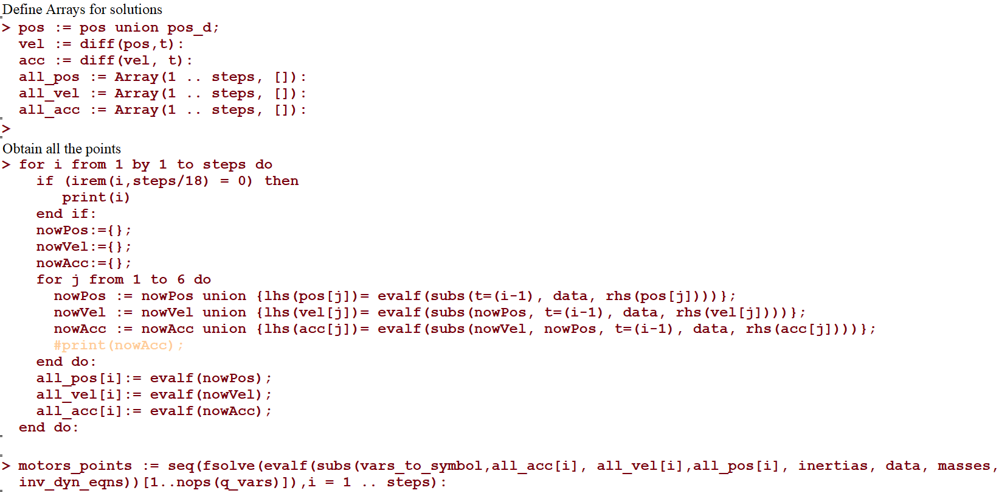 Define Arrays for solutions
> pos := pos union pos_d;
vel := diff(pos,t):
acc := diff(vel, t):
all_pos := Array(1 .. steps, []):
all_vel := Array(1 .. steps, []):
all_acc := Array(1 .. steps, []):
>
Obtain all the points
> for i from 1 by 1 to steps do
if (irem(i,steps/18) = 0) then
print(i)
end if:
nowPos:={};
nowVel:={};
nowAcc:={};
for j from 1 to 6 do
nowPos := nowPos union {lhs(pos[j])= evalf(subs(t=(i-1), data, rhs(pos[j])))};
nowVel := nowVel union {lhs(vel[j])= evalf(subs(nowPos, t=(i-1), data, rhs(vel[j])))};
nowAcc := nowAcc union {lhs(acc[j])= evalf(subs(nowVel, nowPos, t=(i-1), data, rhs(acc[j])))};
#print(nowAcc);
end do:
all_pos[i]:= evalf(nowPos);
all_vel[i]:= evalf(nowVel);
all_acc[i]:= evalf(nowAcc);
end do:
> motors_points := seq(fsolve(evalf(subs(vars_to_symbol,all_acc[i], all_vel[i],all_pos[i], inertias, data, masses,
inv_dyn_eqns))[1..nops(q_vars)]),i = 1 .. steps):